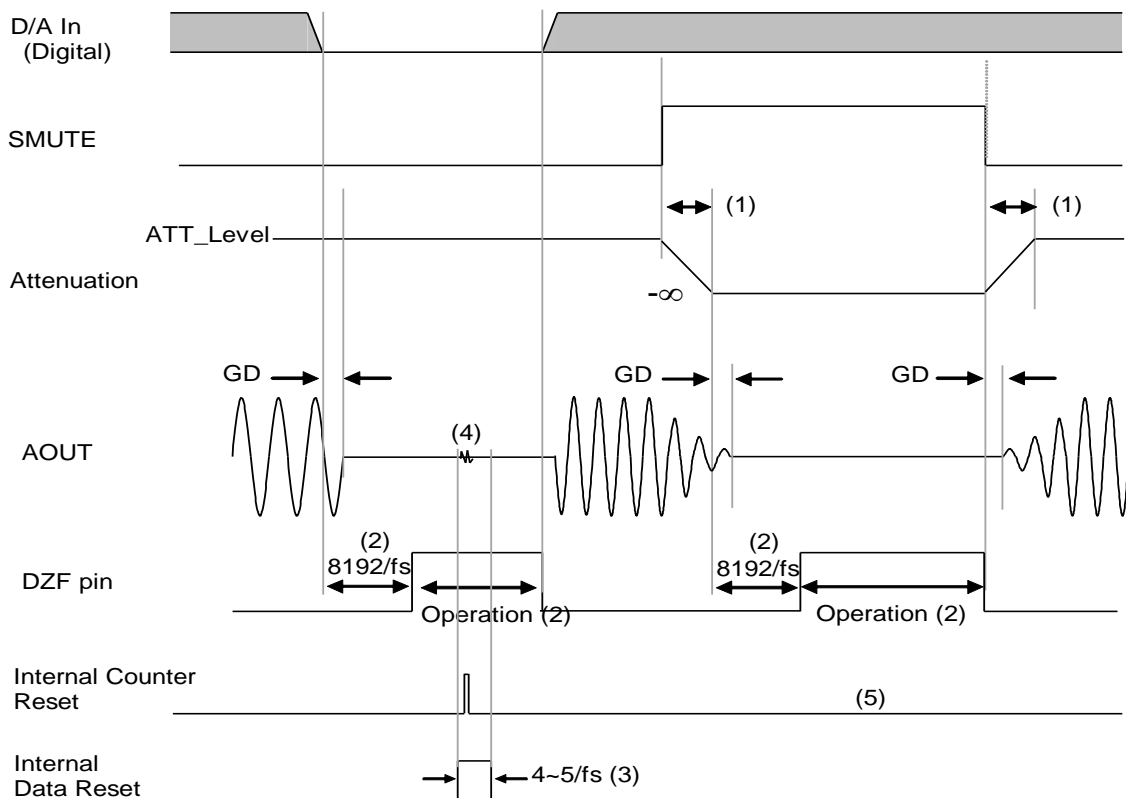 D/A In
(Digital)
SMUTE
(1)
(1)
ATT_Level
Attenuation
-∞
GD
GD
GD
AOUT
(4)
(2)
8192/fs
(2)
8192/fs
DZF pin
Operation (2)
Operation (2)
Internal Counter
Reset
(5)
Internal
Data Reset
4~5/fs (3)